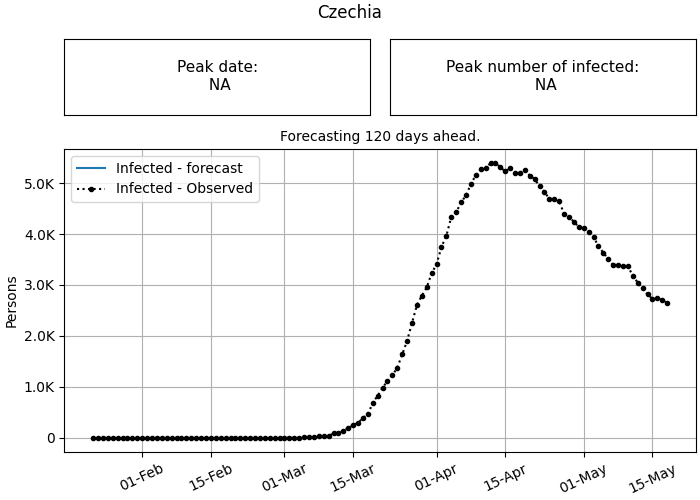 Czechia
Peak date:
NA
Peak number of infected:
NA
Forecasting 120 days ahead.
Infected - forecast
Infected - Observed
Persons
5.0K
4.0K
3.0K
2.0K
1.0K
0
01-Feb
15-Feb
01-Mar
15-Mar
01-Apr
15-Apr
01-May
15-May